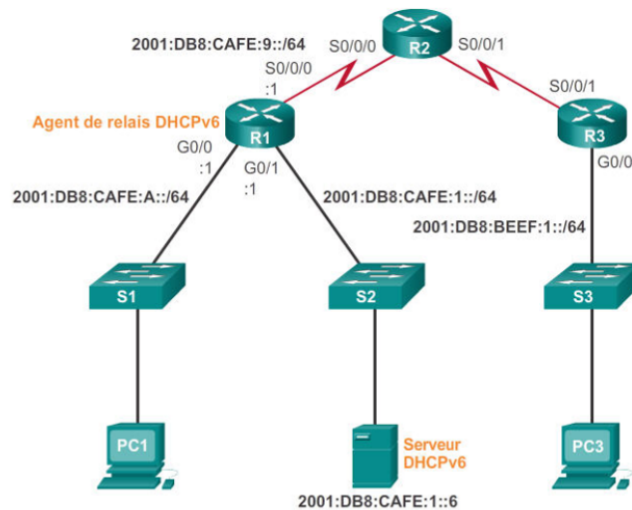 2001:DB8:CAFE:9::/64
S0/0/0
R2
S0/0/1
S0/0/0
:1
S0/0/1
Agent de relais DHCPv6
R1
R3
G0/0
:1
G0/1
:1
G0/0
2001:DB8:CAFE:A::/64
2001:DB8:CAFE:1::/64
2001:DB8:BEEF:1::/64
S1
S2
S3
PC1
Serveur
DHCPv6
PC3
2001:DB8:CAFE:1::6